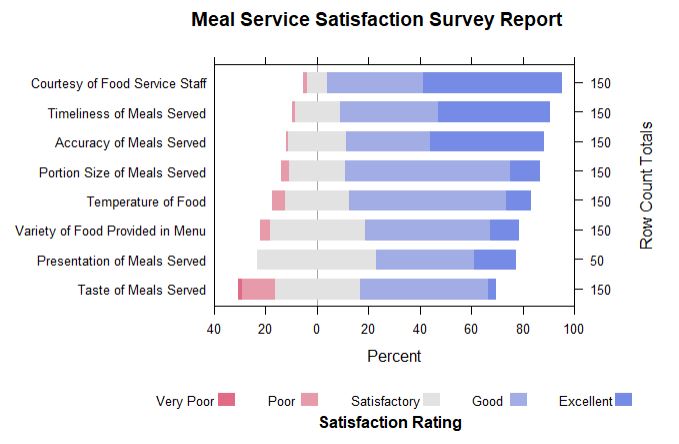 Meal Service Satisfaction Survey Report
Courtesy of Food Service Staff 150
Timeliness of Meals Served 150
Accuracy of Meals Served 150
Portion Size of Meals Served 150
Temperature of Food 150
Variety of Food Provided in Menu 150
Presentation of Meals Served 50
Taste of Meals Served 150
Row Count Totals
40 20 0 20 40 60 80 100
Percent
Very Poor Poor Satisfactory Good Excellent
Satisfaction Rating